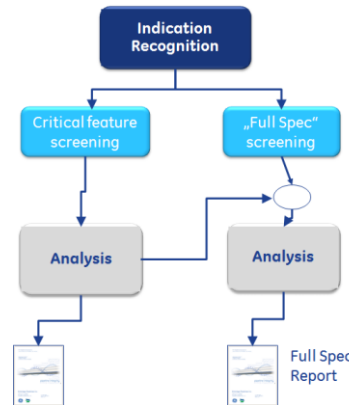 Indication
Recognition
Critical feature
screening
„Full Spec“
screening
Analysis
Analysis
Full Spec
Report